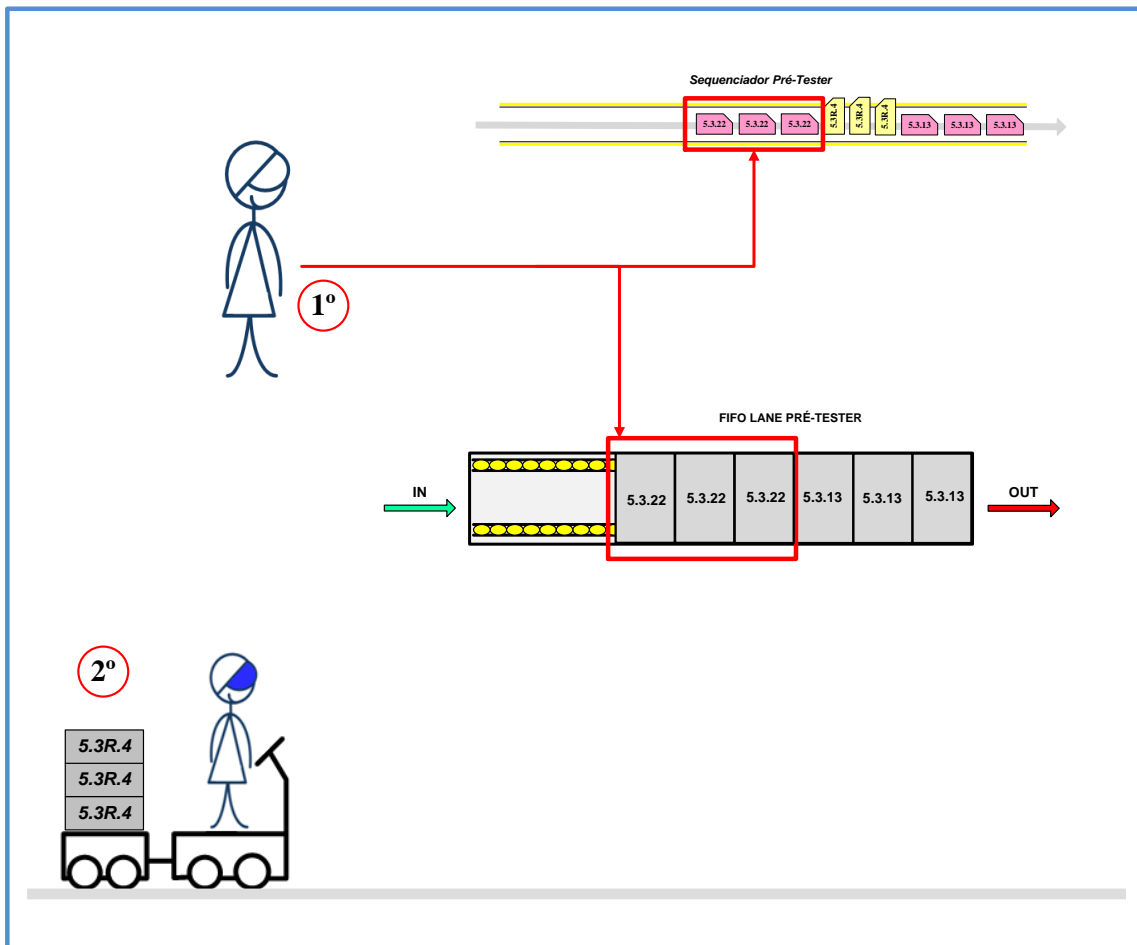 Sequenciador Pré-Tester
5.3.22 5.3.22 5.3.22 5.3R.4 5.3R.4 5.3R.4 5.3.13 5.3.13 5.3.13
1º
FIFO LANE PRÉ-TESTER
IN 5.3.22 5.3.22 5.3.22 5.3.13 5.3.13 5.3.13 OUT
2º
5.3R.4
5.3R.4
5.3R.4